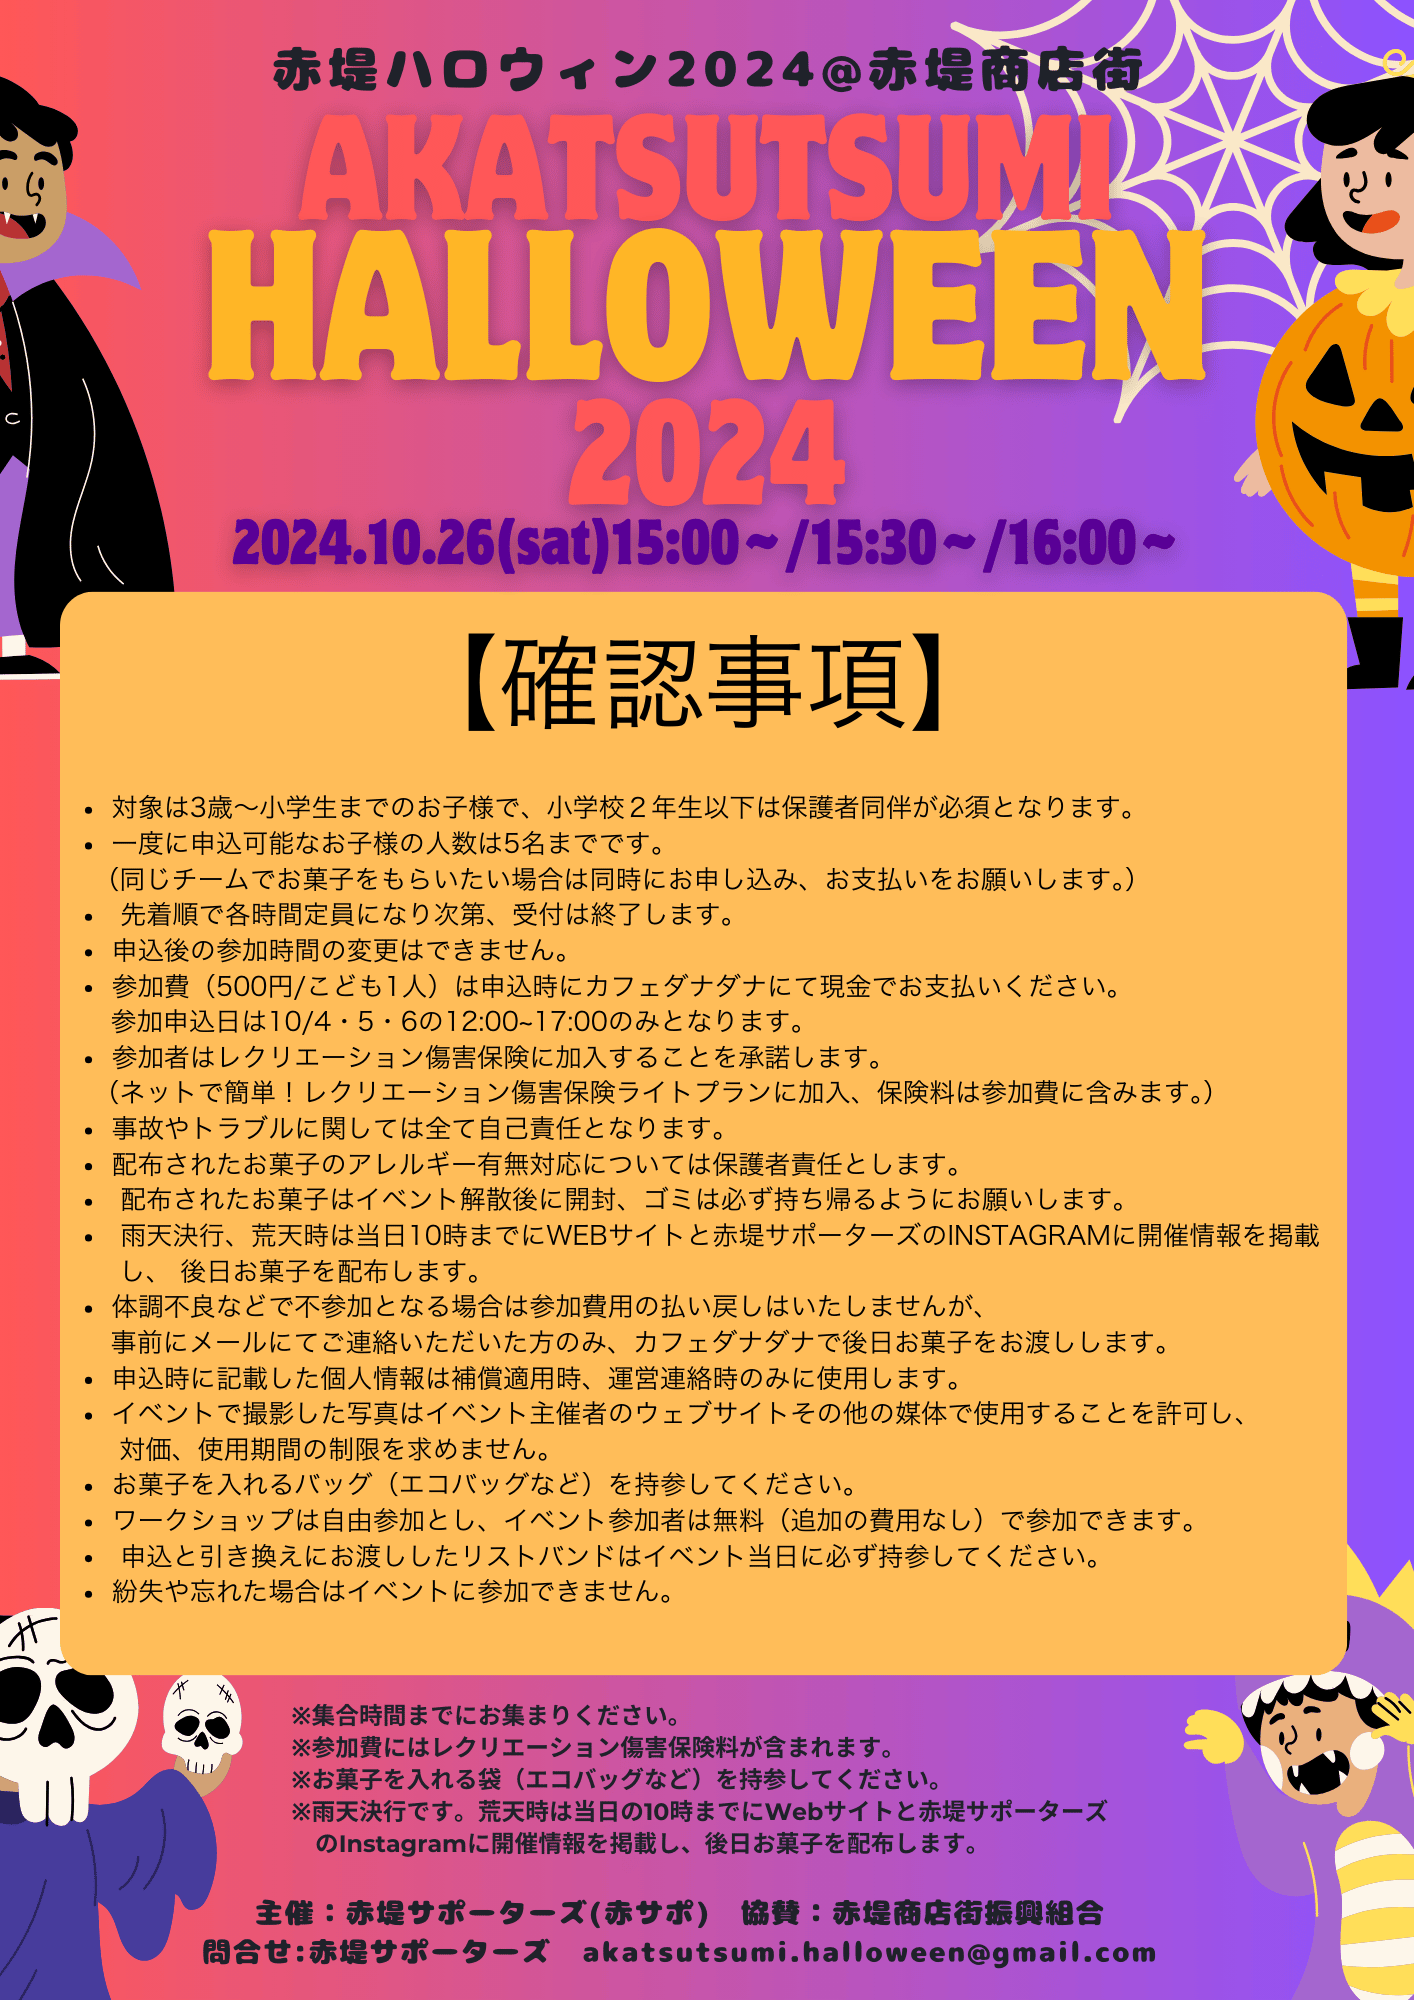 赤堤ハロウィン2024@赤堤商店街
AKATSUTSUMI
HALLOWEEN
2024
2024.10.26(sat)15:00～/15:30～/16:00～
【確認事項】
• 対象は3歳〜小学生までのお子様で、小学校２年生以下は保護者同伴が必須となります。
• 一度に申込可能なお子様の人数は5名までです。
（同じチームでお菓子をもらいたい場合は同時にお申し込み、お支払いをお願いします。）
• 先着順で各時間定員になり次第、受付は終了します。
• 申込後の参加時間の変更はできません。
• 参加費（500円/こども1人）は申込時にカフェダナダナにて現金でお支払いください。
参加申込日は10/4・5・6の12:00~17:00のみとなります。
• 参加者はレクリエーション傷害保険に加入することを承諾します。
（ネットで簡単！レクリエーション傷害保険ライトプランに加入、保険料は参加費に含みます。）
• 事故やトラブルに関しては全て自己責任となります。
• 配布されたお菓子のアレルギー有無対応については保護者責任とします。
• 配布されたお菓子はイベント解散後に開封、ゴミは必ず持ち帰るようにお願いします。
• 雨天決行、荒天時は当日10時までにWEBサイトと赤堤サポーターズのINSTAGRAMに開催情報を掲載
し、 後日お菓子を配布します。
• 体調不良などで不参加となる場合は参加費用の払い戻しはいたしませんが、
事前にメールにてご連絡いただいた方のみ、カフェダナダナで後日お菓子をお渡しします。
• 申込時に記載した個人情報は補償適用時、運営連絡時のみに使用します。
• イベントで撮影した写真はイベント主催者のウェブサイトその他の媒体で使用することを許可し、
対価、使用期間の制限を求めません。
• お菓子を入れるバッグ（エコバッグなど）を持参してください。
• ワークショップは自由参加とし、イベント参加者は無料（追加の費用なし）で参加できます。
• 申込と引き換えにお渡ししたリストバンドはイベント当日に必ず持参してください。
• 紛失や忘れた場合はイベントに参加できません。
※集合時間までにお集まりください。
※参加費にはレクリエーション傷害保険料が含まれます。
※お菓子を入れる袋（エコバッグなど）を持参してください。
※雨天決行です。荒天時は当日の10時までにWebサイトと赤堤サポーターズ
のInstagramに開催情報を掲載し、後日お菓子を配布します。
主催：赤堤サポーターズ(赤サポ)　協賛：赤堤商店街振興組合
問合せ:赤堤サポーターズ　akatsutsumi.halloween@gmail.com